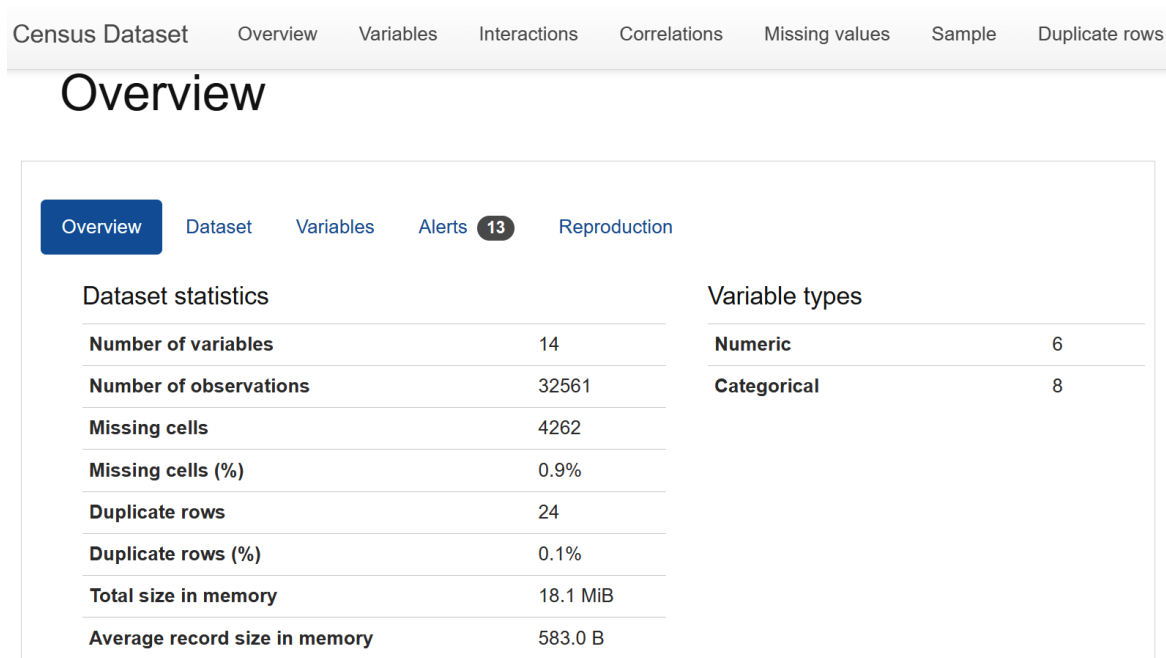 Census Dataset Overview Variables Interactions Correlations Missing values Sample Duplicate rows
Overview
Overview Dataset Variables Alerts 13 Reproduction
Dataset statistics
Number of variables 14
Number of observations 32561
Missing cells 4262
Missing cells (%) 0.9%
Duplicate rows 24
Duplicate rows (%) 0.1%
Total size in memory 18.1 MiB
Average record size in memory 583.0 B
Variable types
Numeric 6
Categorical 8